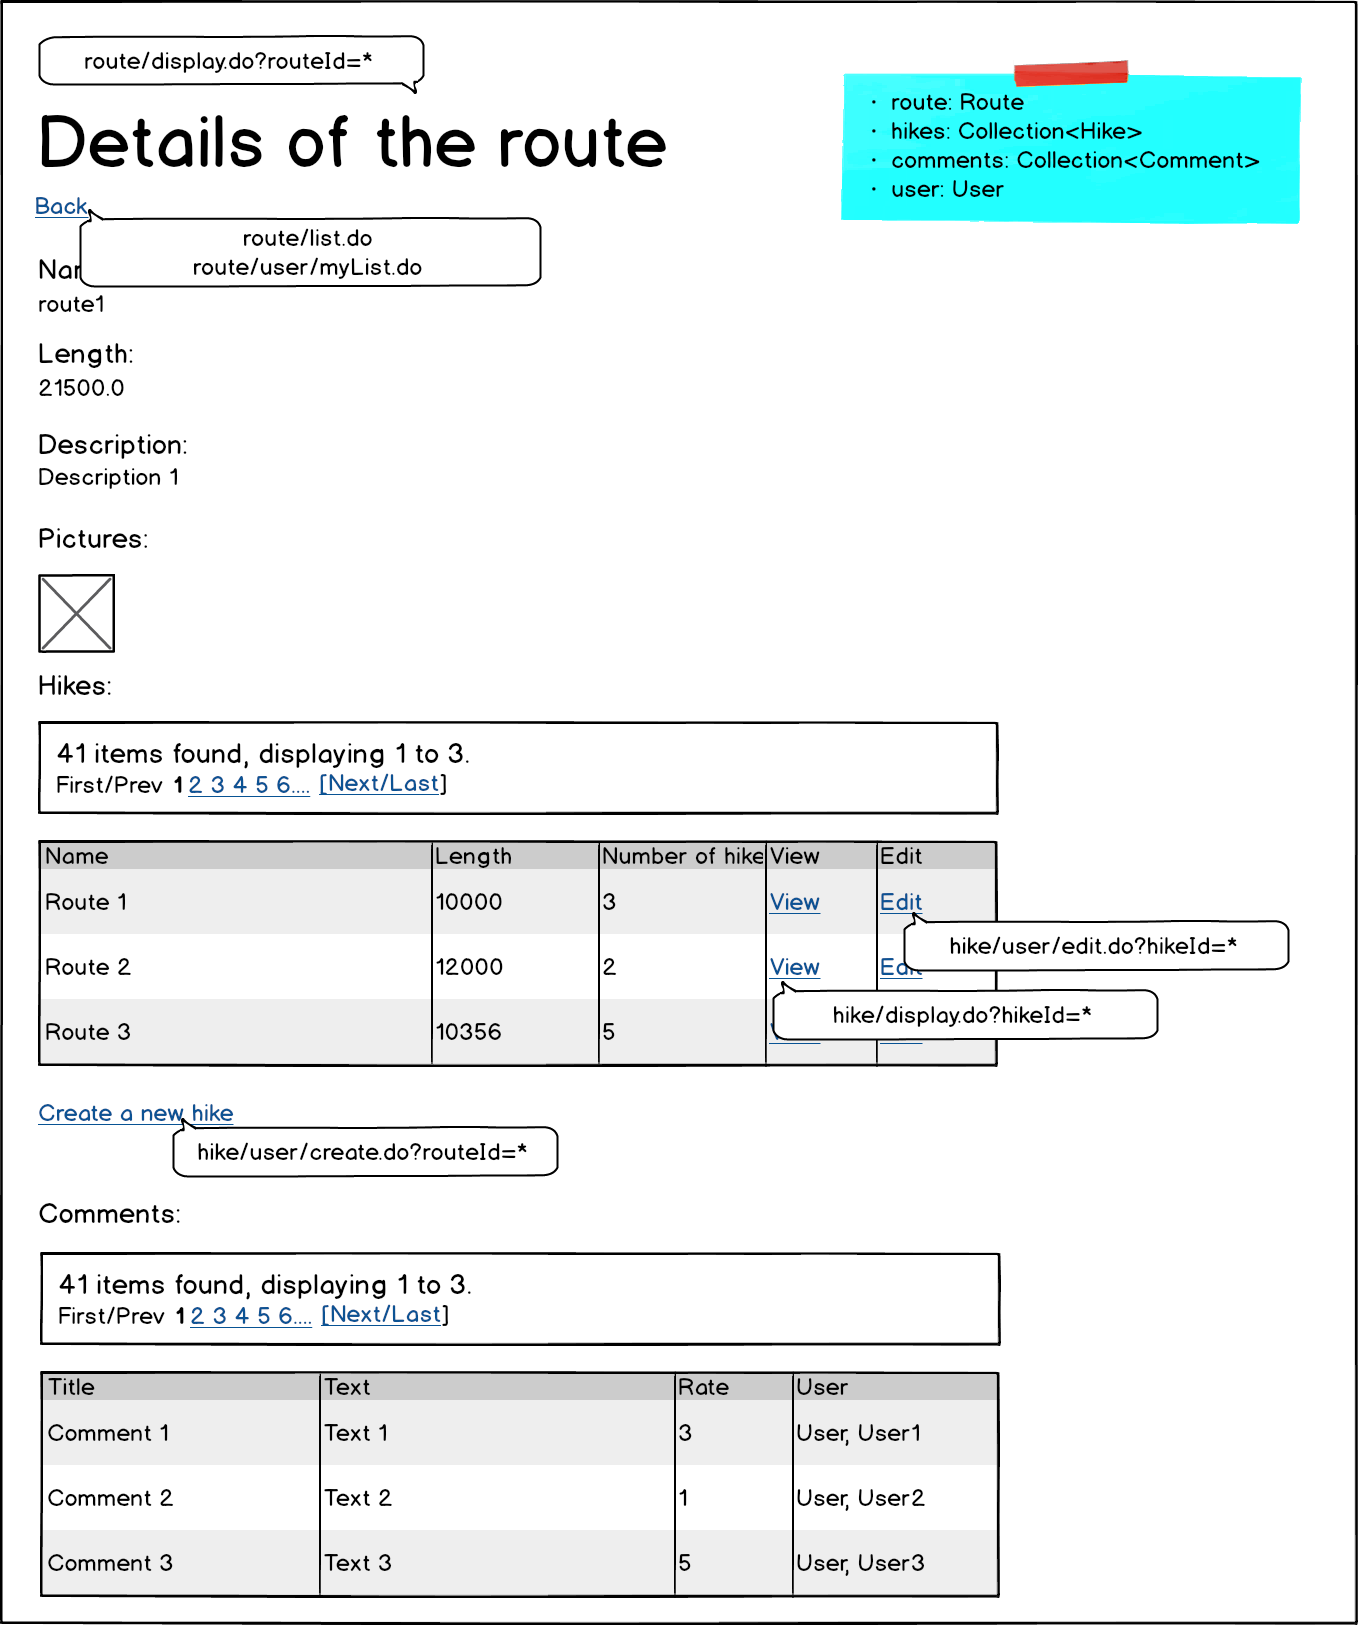 route/display.do?routeId=*
Details of the route
· route: Route
· hikes: Collection<Hike>
· comments: Collection<Comment>
· user: User
Back
route/list.do
route/user/myList.do
route1
Length:
21500.0
Description:
Description 1
Pictures:
Hikes:
41 items found, displaying 1 to 3.
First/Prev 1 2 3 4 5 6.... [Next/Last]
Name Length Number of hike View Edit
Route 1 10000 3 View Edit
hike/user/edit.do?hikeId=*
Route 2 12000 2 View Edit
hike/display.do?hikeId=*
Route 3 10356 5
Create a new hike
hike/user/create.do?routeId=*
Comments:
41 items found, displaying 1 to 3.
First/Prev 1 2 3 4 5 6.... [Next/Last]
Title Text Rate User
Comment 1 Text 1 3 User, User1
Comment 2 Text 2 1 User, User2
Comment 3 Text 3 5 User, User3